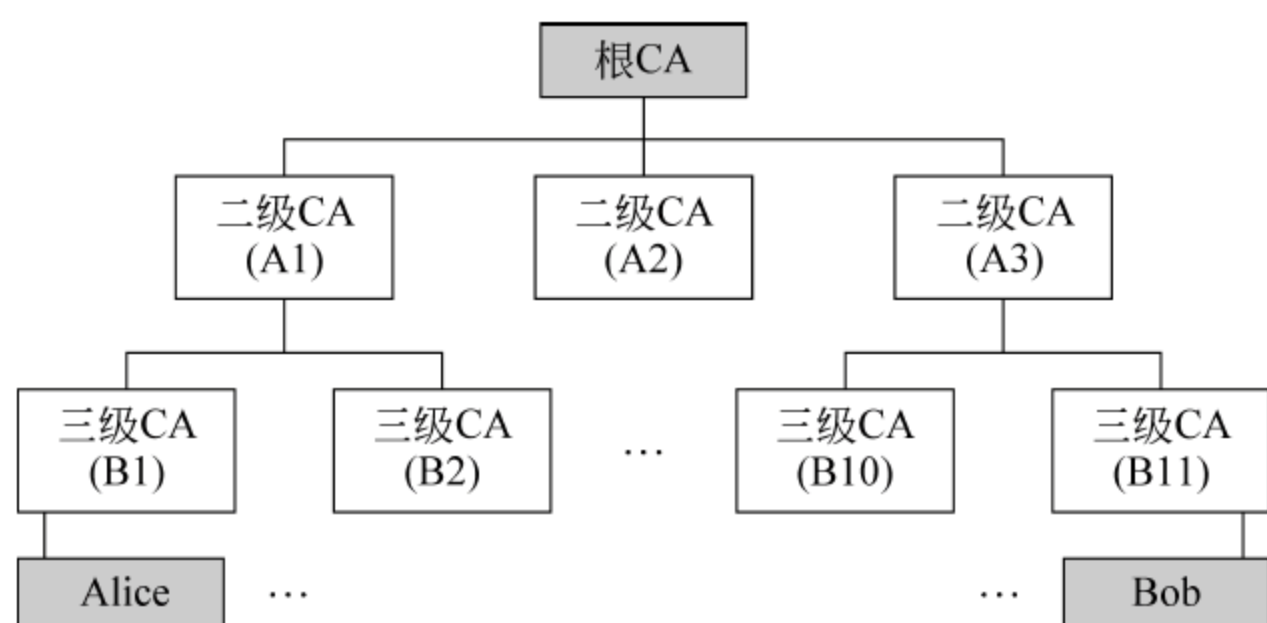 根CA
二级CA
(A1)
二级CA
(A2)
二级CA
(A3)
三级CA
(B1)
三级CA
(B2)
…
三级CA
(B10)
三级CA
(B11)
Alice
…
…
Bob